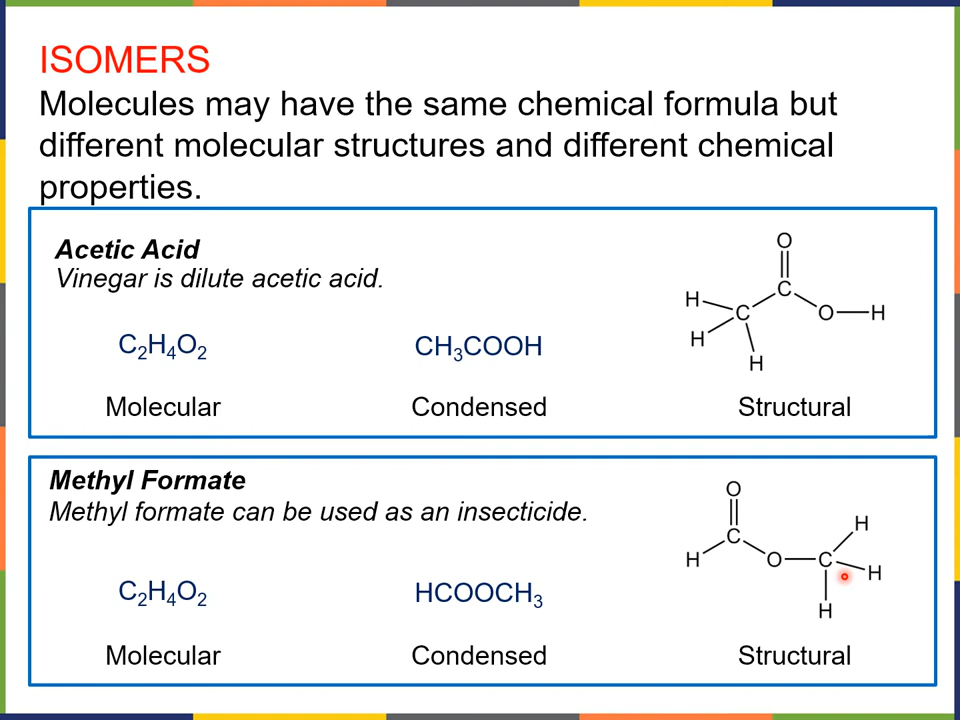 ISOMERS
Molecules may have the same chemical formula but
different molecular structures and different chemical
properties.
Acetic Acid
Vinegar is dilute acetic acid.
C₂H₄O₂ CH₃COOH
O
C
H C O H
H
H
Molecular Condensed Structural
Methyl Formate
Methyl formate can be used as an insecticide.
C₂H₄O₂ HCOOCH₃
O
H
C
H O C H
H
Molecular Condensed Structural